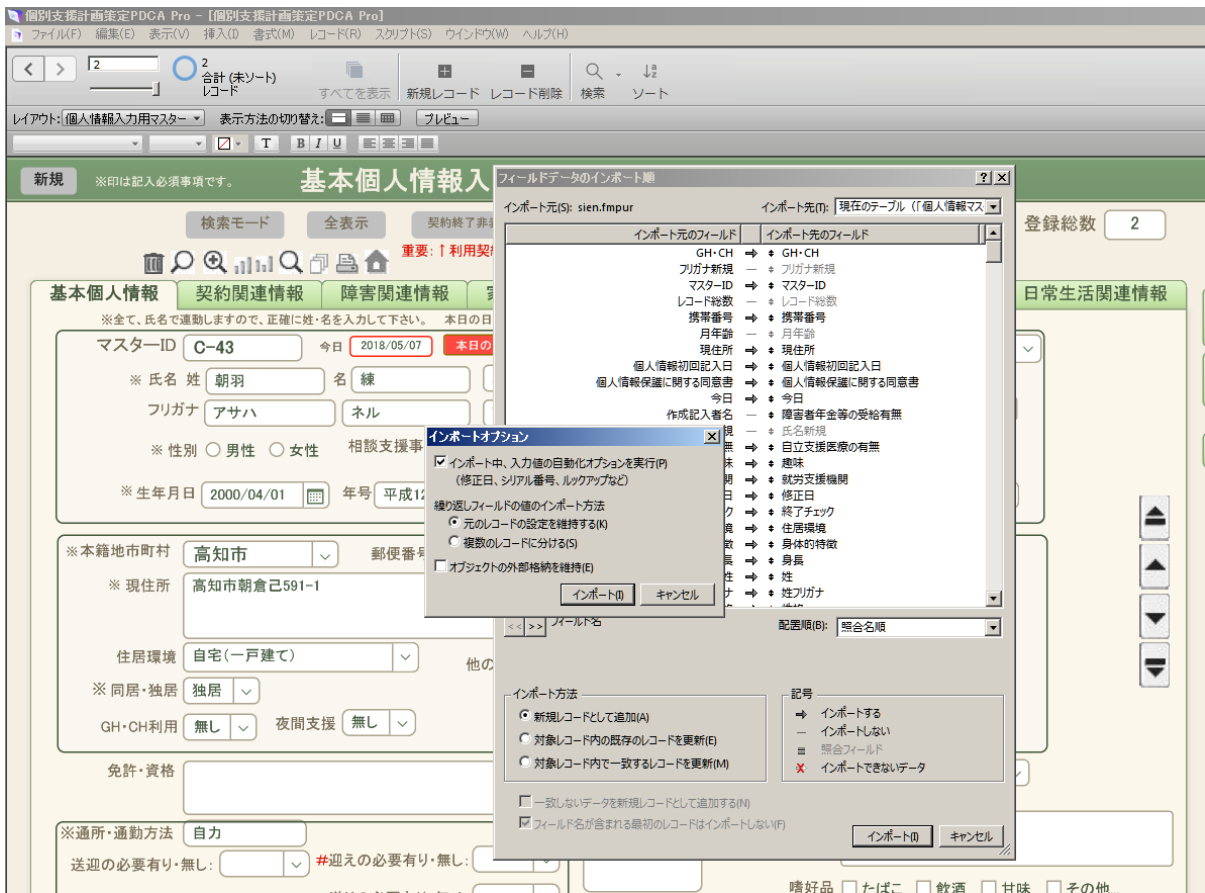 個別支援計画策定PDCA Pro - [個別支援計画策定PDCA Pro]
ファイル(F) 編集(E) 表示(V) 挿入(I) 書式(M) レコード(R) スクリプト(S) ウインドウ(W) ヘルプ(H)
2
2
合計 (未ソート)
レコード
すべてを表示 新規レコード レコード削除 検索 ソート
レイアウト: 個人情報入力用マスター 表示方法の切り替え: プレビュー
T B I U
新規 ※印は記入必須事項です。 基本個人情報入
検索モード 全表示 契約終了非
重要:↑利用契
登録総数 2
基本個人情報 契約関連情報 障害関連情報 日常生活関連情報
※全て、氏名で連動しますので、正確に姓・名を入力して下さい。 本日の日
マスターID C-43 今日 2018/05/07 本日の
※ 氏名 姓 朝羽 名 練
フリガナ アサハ ネル
※ 性別 男性 女性 相談支援事
※ 生年月日 2000/04/01 年号 平成12
※本籍地市町村 高知市 郵便番号
※ 現住所 高知市朝倉己591-1
住居環境 自宅(一戸建て) 他の
※ 同居・独居 独居
GH・CH利用 無し 夜間支援 無し
免許・資格
※通所・通勤方法 自力
送迎の必要有り・無し: #迎えの必要有り・無し:
嗜好品 たばこ 飲酒 甘味 その他
フィールドデータのインポート順
インポート元(S): sien.fmpur インポート先(T): 現在のテーブル (「個人情報マス
インポート元のフィールド インポート先のフィールド
GH・CH ⇒ GH・CH
フリガナ新規 － フリガナ新規
マスターID ⇒ マスターID
レコード総数 － レコード総数
携帯番号 ⇒ 携帯番号
月年齢 － 月年齢
現住所 ⇒ 現住所
個人情報初回記入日 ⇒ 個人情報初回記入日
個人情報保護に関する同意書 ⇒ 個人情報保護に関する同意書
今日 ⇒ 今日
作成記入者名 － 障害者年金等の受給有無
規 － 氏名新規
無 ⇒ 自立支援医療の有無
味 ⇒ 趣味
関 ⇒ 就労支援機関
日 ⇒ 修正日
ク ⇒ 終了チェック
境 ⇒ 住居環境
徴 ⇒ 身体的特徴
長 ⇒ 身長
姓 ⇒ 姓
ナ ⇒ 姓フリガナ
<< >> フィールド名 配置順(B): 照合名順
インポート方法
新規レコードとして追加(A)
対象レコード内の既存のレコードを更新(E)
対象レコード内で一致するレコードを更新(M)
記号
⇒ インポートする
－ インポートしない
照合フィールド
インポートできないデータ
一致しないデータを新規レコードとして追加する(N)
フィールド名が含まれる最初のレコードはインポートしない(F)
インポート(I) キャンセル
インポートオプション
インポート中、入力値の自動化オプションを実行(P)
(修正日、シリアル番号、ルックアップなど)
繰り返しフィールドの値のインポート方法
元のレコードの設定を維持する(K)
複数のレコードに分ける(S)
オブジェクトの外部格納を維持(E)
インポート(I) キャンセル